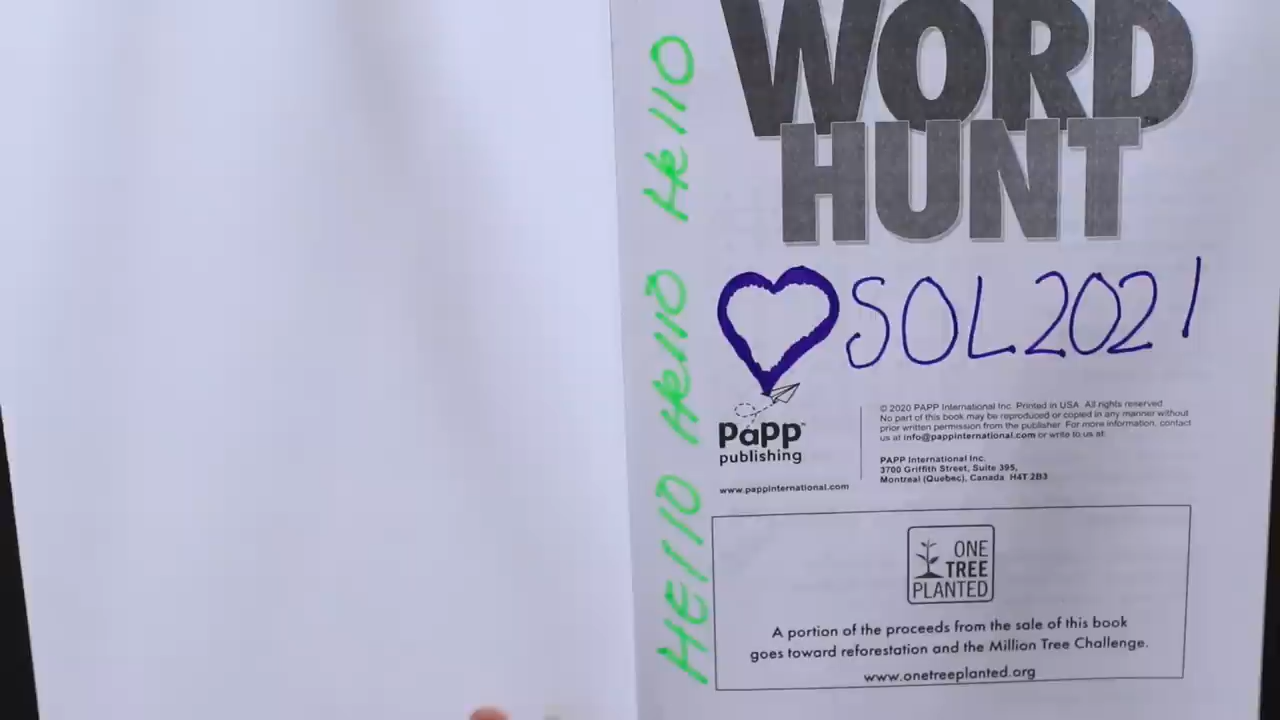 WORD
HUNT
SOL2021
HEllO Hello Hello
PaPP™
publishing
www.pappinternational.com
© 2020 PAPP International Inc. Printed in USA. All rights reserved.
No part of this book may be reproduced or copied in any manner without
prior written permission from the publisher. For more information, contact
us at info@pappinternational.com or write to us at:
PAPP International Inc.
3700 Griffith Street, Suite 395,
Montreal (Quebec), Canada H4T 2B3
ONE
TREE
PLANTED
A portion of the proceeds from the sale of this book
goes toward reforestation and the Million Tree Challenge.
www.onetreeplanted.org